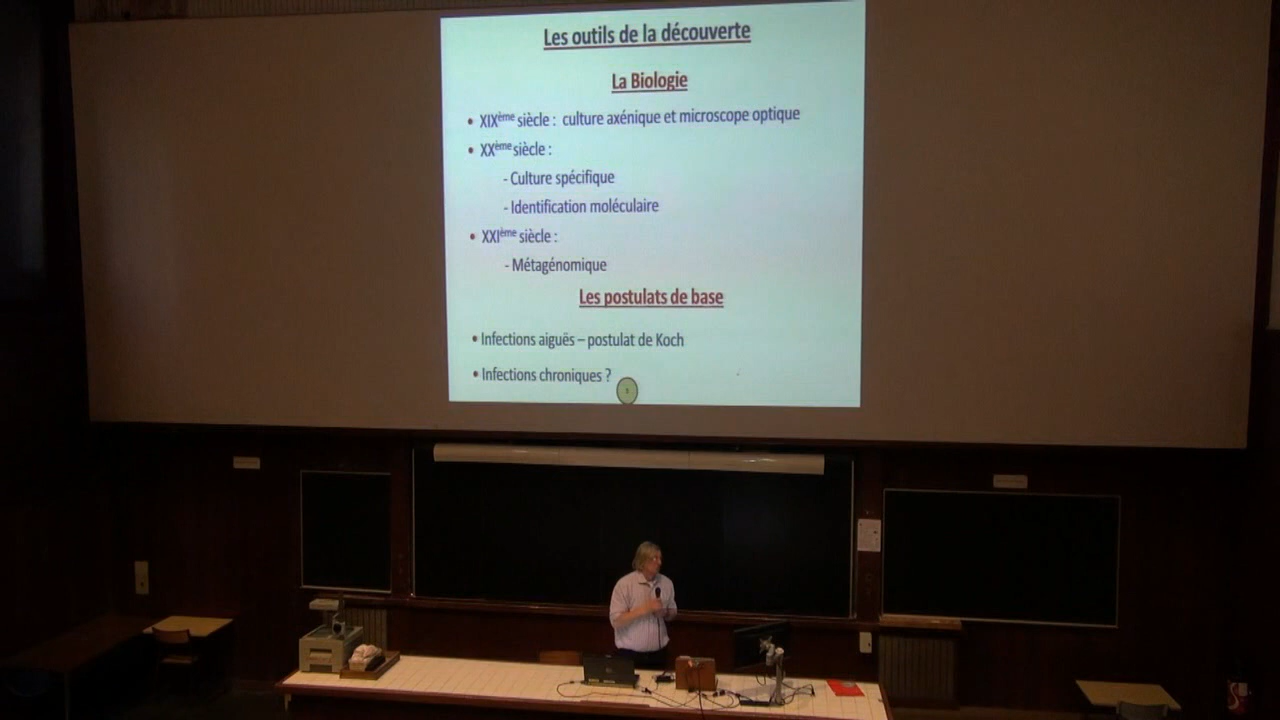 Les outils de la découverte
La Biologie
• XIXème siècle : culture axénique et microscope optique
• XXème siècle :
- Culture spécifique
- Identification moléculaire
• XXIème siècle :
- Métagénomique
Les postulats de base
• Infections aiguës – postulat de Koch
• Infections chroniques ?